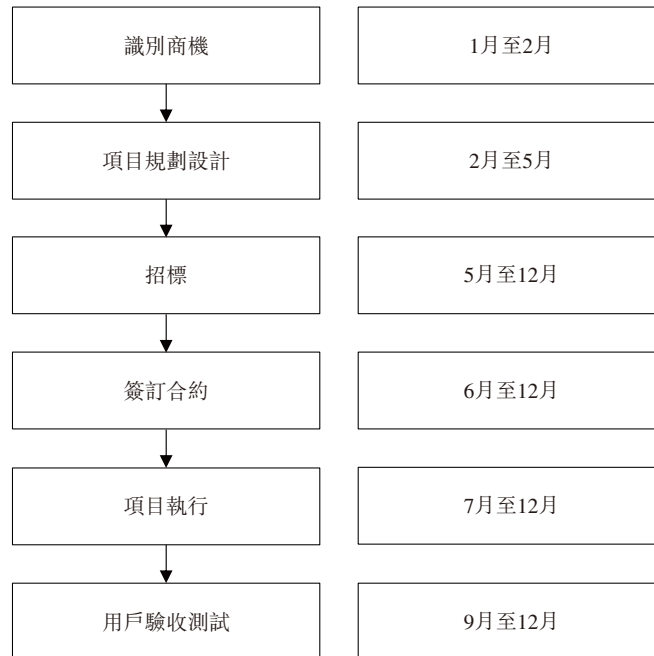 識別商機
1月至2月
項目規劃設計
2月至5月
招標
5月至12月
簽訂合約
6月至12月
項目執行
7月至12月
用戶驗收測試
9月至12月